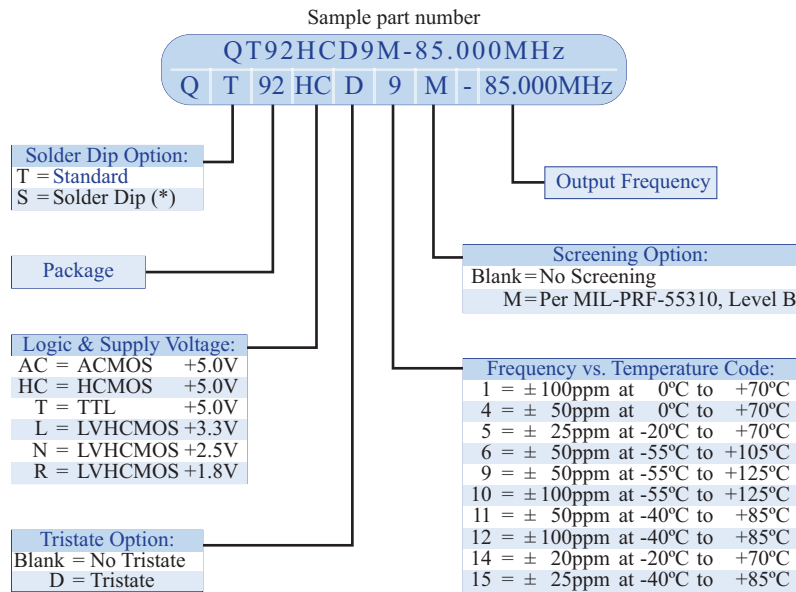 Sample part number
QT92HCD9M-85.000MHz
Q T 92 HC D 9 M - 85.000MHz
Solder Dip Option:
T = Standard
S = Solder Dip (*)
Output Frequency
Package
Screening Option:
Blank = No Screening
M = Per MIL-PRF-55310, Level B
Logic & Supply Voltage:
AC = ACMOS +5.0V
HC = HCMOS +5.0V
T = TTL +5.0V
L = LVHCMOS +3.3V
N = LVHCMOS +2.5V
R = LVHCMOS +1.8V
Frequency vs. Temperature Code:
1 = ± 100ppm at 0ºC to +70ºC
4 = ± 50ppm at 0ºC to +70ºC
5 = ± 25ppm at -20ºC to +70ºC
6 = ± 50ppm at -55ºC to +105ºC
9 = ± 50ppm at -55ºC to +125ºC
10 = ± 100ppm at -55ºC to +125ºC
11 = ± 50ppm at -40ºC to +85ºC
12 = ± 100ppm at -40ºC to +85ºC
14 = ± 20ppm at -20ºC to +70ºC
15 = ± 25ppm at -40ºC to +85ºC
Tristate Option:
Blank = No Tristate
D = Tristate